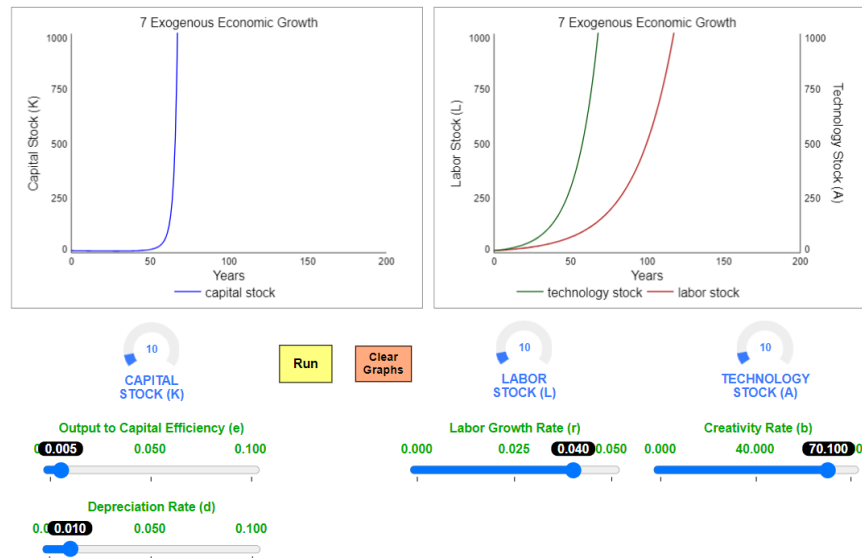 7 Exogenous Economic Growth
1000
750
500
250
0
Capital Stock (K)
0 50 100 150 200
Years
capital stock
7 Exogenous Economic Growth
1000
750
500
250
0
Labor Stock (L)
1000
750
500
250
0
Technology Stock (A)
0 50 100 150 200
Years
technology stock labor stock
10
CAPITAL
STOCK (K)
Run
Clear
Graphs
10
LABOR
STOCK (L)
10
TECHNOLOGY
STOCK (A)
Output to Capital Efficiency (e)
0.005 0.050 0.100
Labor Growth Rate (r)
0.000 0.025 0.040 0.050
Creativity Rate (b)
0.000 40.000 70.100
Depreciation Rate (d)
0.010 0.050 0.100